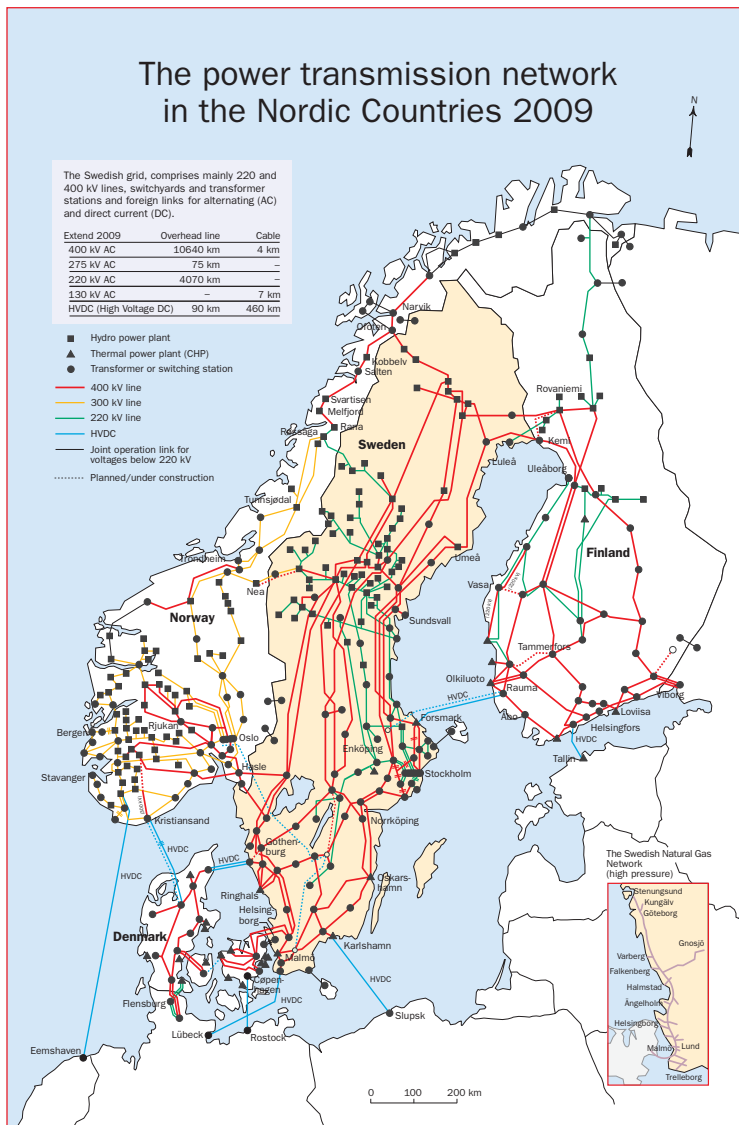 The power transmission network
in the Nordic Countries 2009
N
The Swedish grid, comprises mainly 220 and
400 kV lines, switchyards and transformer
stations and foreign links for alternating (AC)
and direct current (DC).
Extend 2009 Overhead line Cable
400 kV AC 10640 km 4 km
275 kV AC 75 km –
220 kV AC 4070 km –
130 kV AC – 7 km
HVDC (High Voltage DC) 90 km 460 km
Hydro power plant
Thermal power plant (CHP)
Transformer or switching station
400 kV line
300 kV line
220 kV line
HVDC
Joint operation link for
voltages below 220 kV
Planned/under construction
Narvik
Ofoten
Kobbelv
Salten
Svartisen
Melfjord
Rana
Røssåga
Sweden
Rovaniemi
Kemi
Luleå
Uleåborg
Tunnsjødal
Trondheim
Nea
Umeå
Finland
Vasa
Norway
Sundsvall
Tammerfors
Olkiluoto
Rauma
HVDC
Viborg
Forsmark
Åbo
Loviisa
Helsingfors
HVDC
Tallin
Bergen
Rjukan
Oslo
Enköping
Hasle
Stockholm
Stavanger
Norrköping
Kristiansand
Gothen-
burg
HVDC
HVDC
Oskars-
hamn
Ringhals
Helsing-
borg
Denmark
Karlshamn
Malmö
Cøpen-
hagen
HVDC
HVDC
Flensburg
Slupsk
Lübeck
Rostock
Eemshaven
0 100 200 km
The Swedish Natural Gas
Network
(high pressure)
Stenungsund
Kungälv
Göteborg
Gnosjö
Varberg
Falkenberg
Halmstad
Ängelholm
Helsingborg
Malmö
Lund
Trelleborg